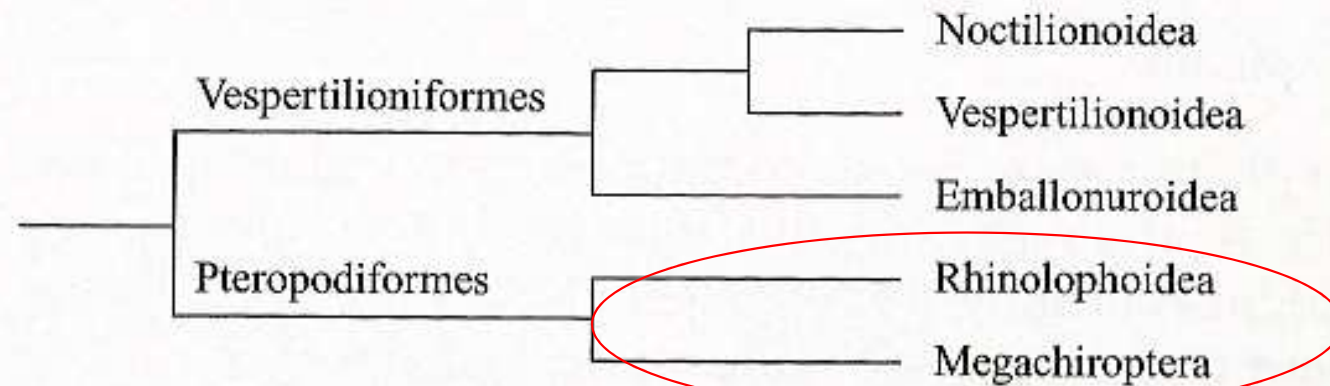 Noctilionoidea
Vespertilioniformes
Vespertilionoidea
Emballonuroidea
Pteropodiformes
Rhinolophoidea
Megachiroptera